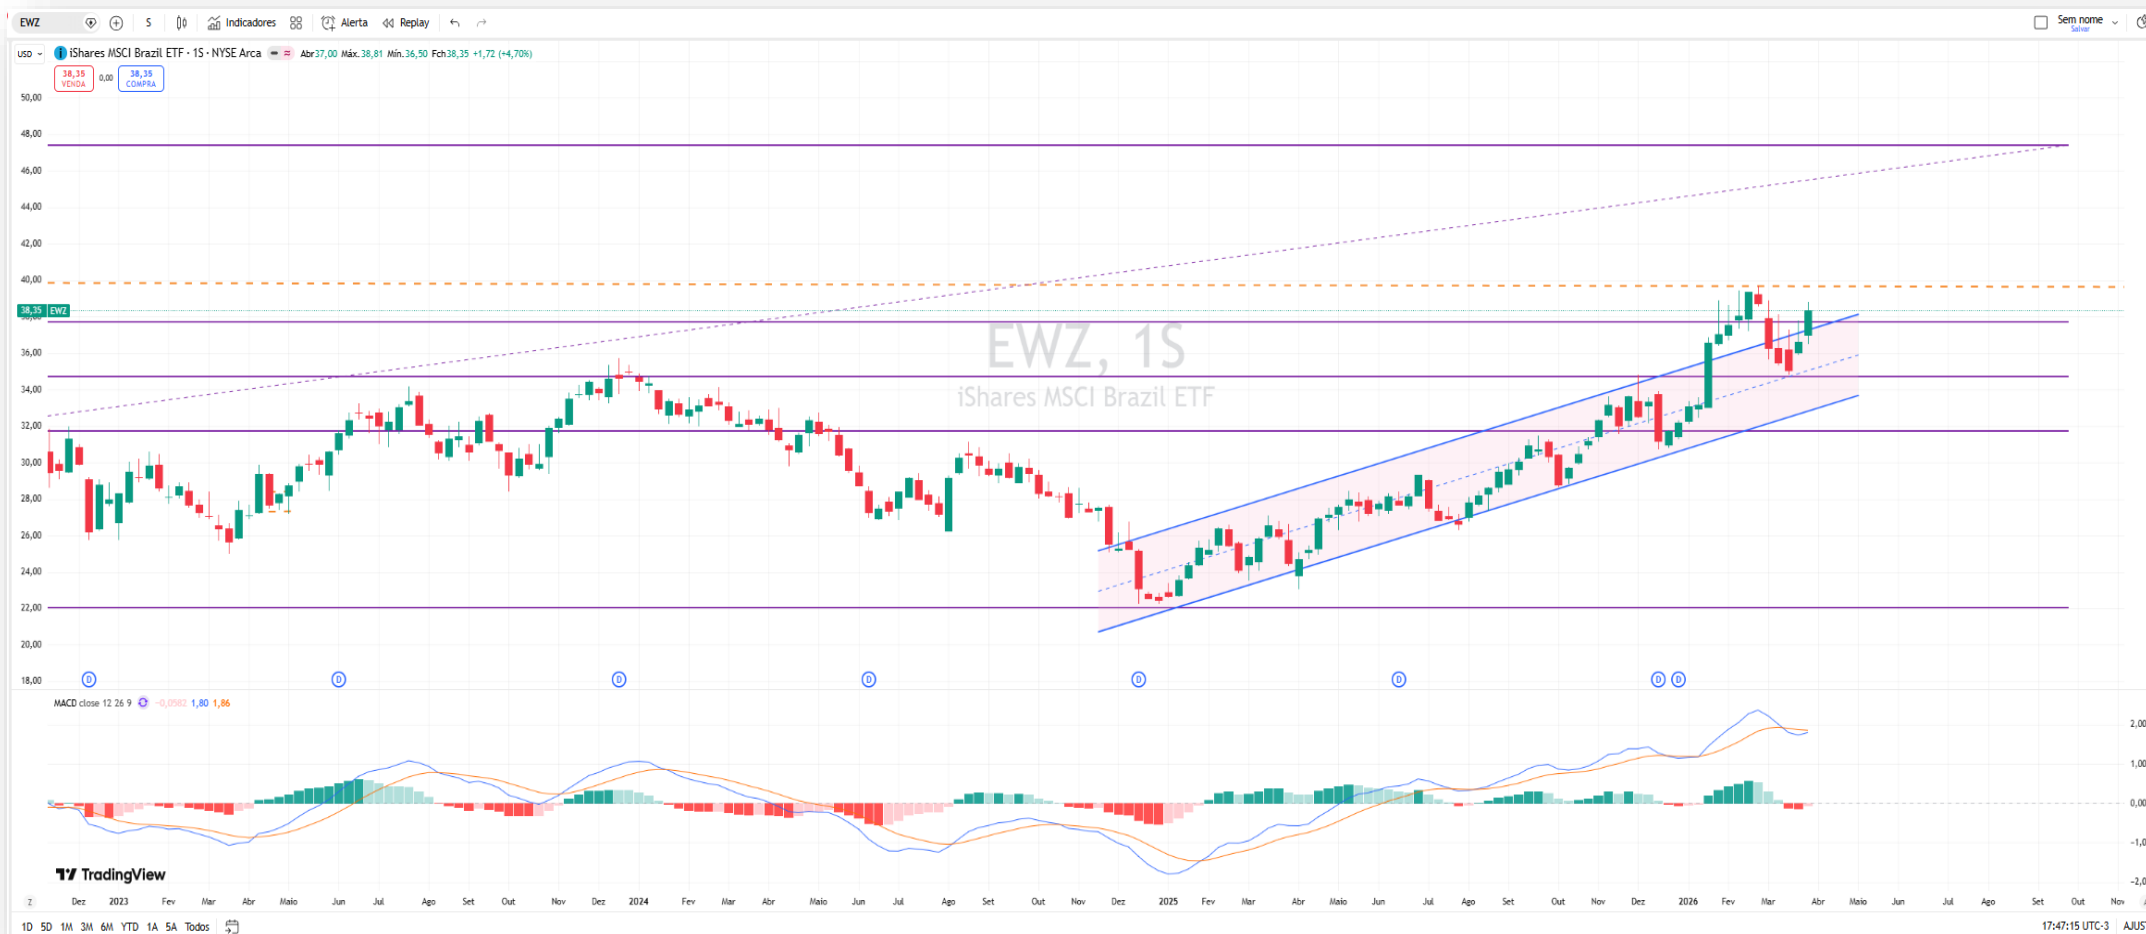 EWZ S Indicadores Alerta Replay Sem nome
Salvar
USD iShares MSCI Brazil ETF · 1S · NYSE Arca Abr37,00 Máx.38,81 Mín.36,50 Fch38,35 +1,72 (+4,70%)
38,35 0,00 38,35
VENDA COMPRA
50,00
48,00
46,00
44,00
42,00
40,00
38,35 EWZ
36,00
34,00
32,00
30,00
28,00
26,00
24,00
22,00
20,00
18,00
EWZ, 1S
iShares MSCI Brazil ETF
D D D D D D D D
MACD close 12 26 9 −0,0582 1,80 1,86
TradingView
Z Dez 2023 Fev Mar Abr Maio Jun Jul Ago Set Out Nov Dez 2024 Fev Mar Abr Maio Jun Jul Ago Set Out Nov Dez 2025 Fev Mar Abr Maio Jun Jul Ago Set Out Nov Dez 2026 Fev Mar Abr Maio Jun Jul Ago Set Out Nov
1D 5D 1M 3M 6M YTD 1A 5A Todos 17:47:15 UTC-3